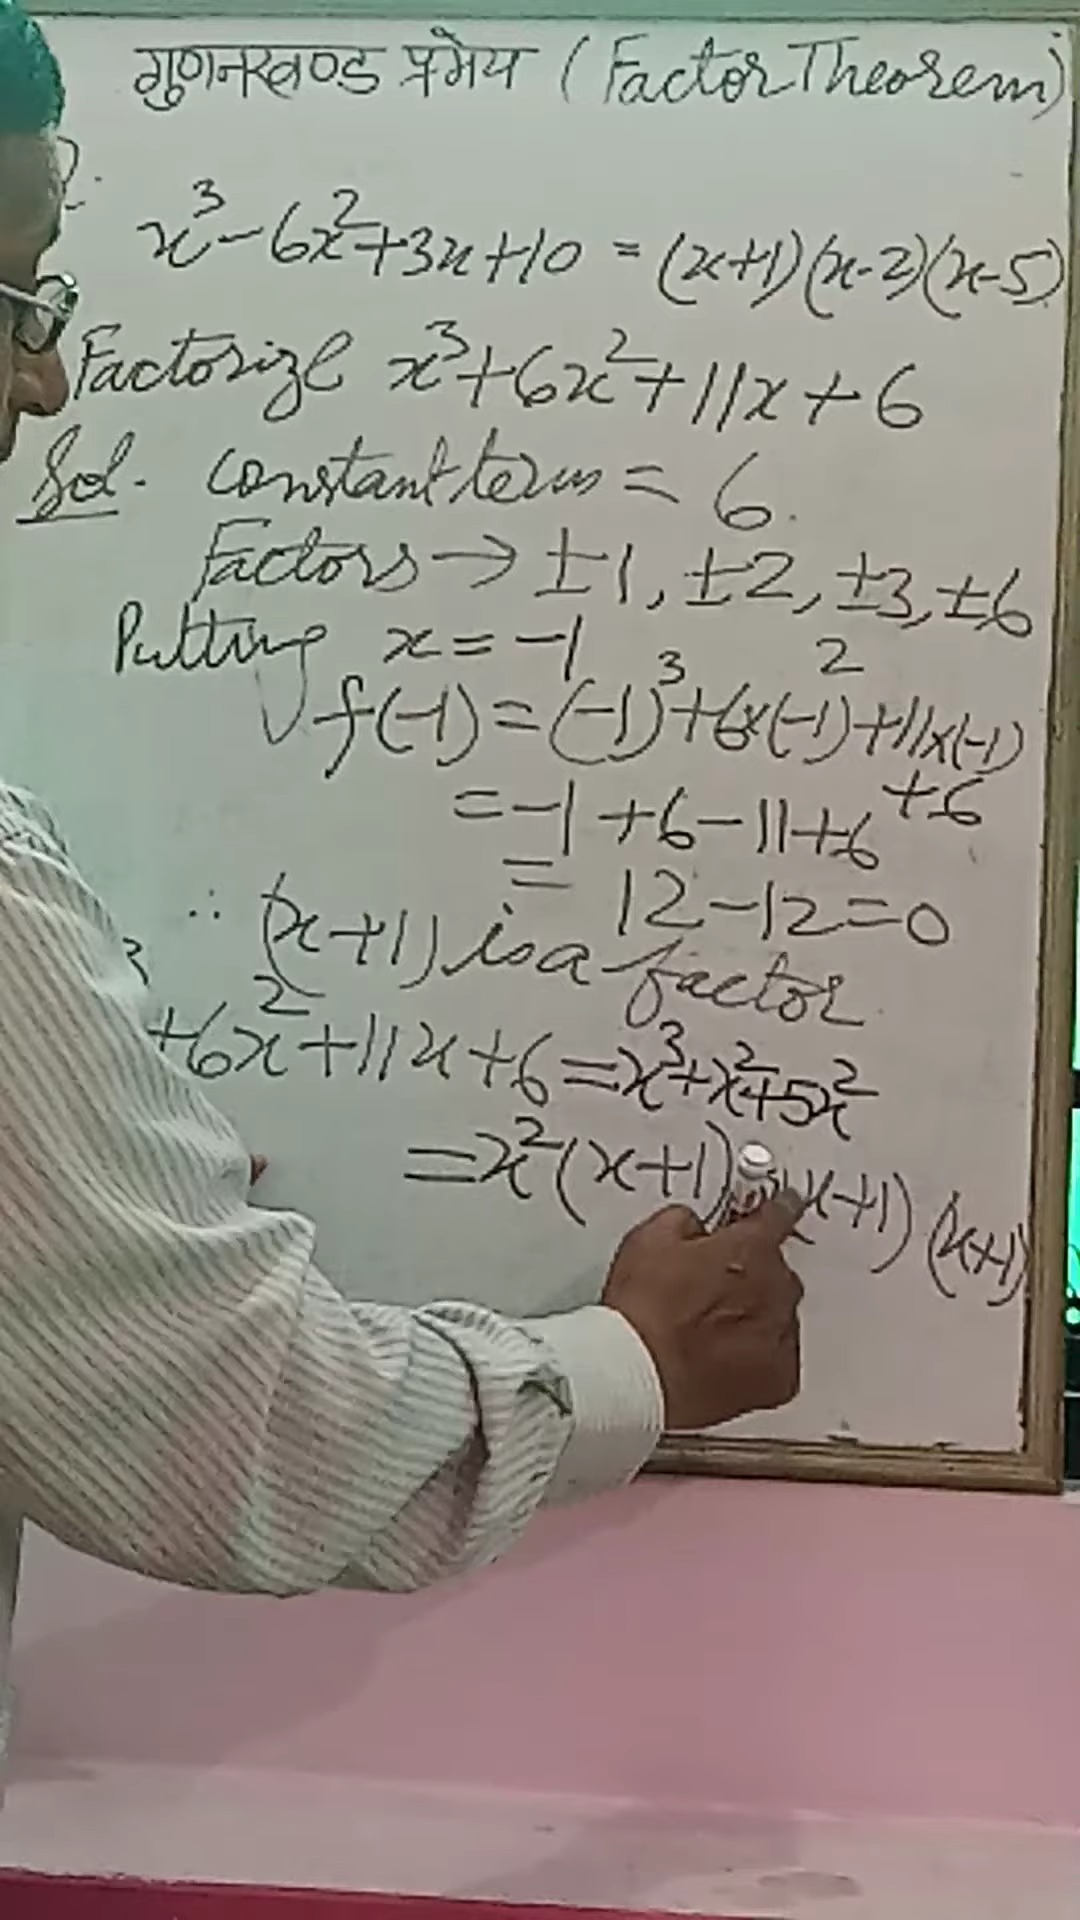 गुणनखण्ड प्रमेय (Factor Theorem)
x³-6x²+3x+10 = (x+1)(x-2)(x-5)
Factorize x³+6x²+11x+6
Sol. constant term = 6.
Factors → ±1, ±2, ±3, ±6
Putting x = -1
f(-1) = (-1)³+6x(-1)²+11x(-1)
+6
= -1+6-11+6
= 12-12=0
∴ (x+1) is a factor
+6x²+11x+6 = x³+x²+5x²
= x²(x+1) x+1) (x+1)